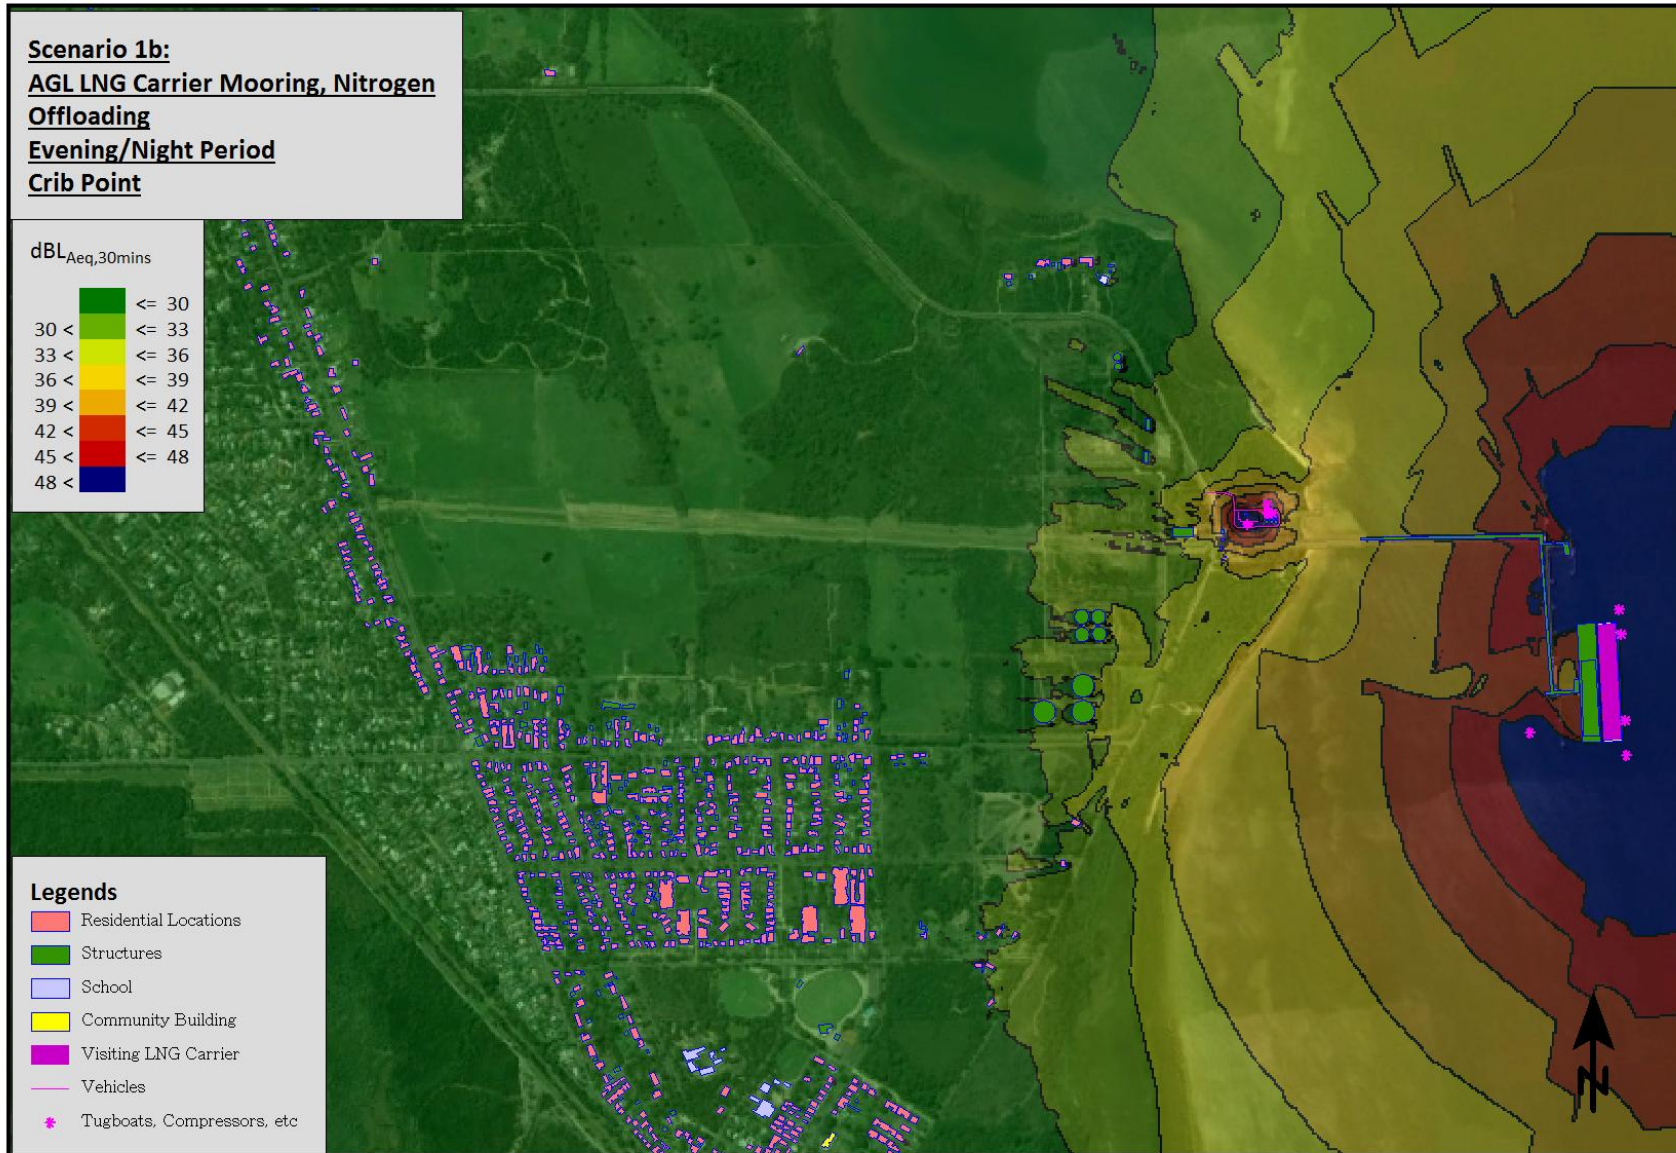 Scenario 1b:
AGL LNG Carrier Mooring, Nitrogen
Offloading
Evening/Night Period
Crib Point
dBLAeq,30mins
<= 30
30 < <= 33
33 < <= 36
36 < <= 39
39 < <= 42
42 < <= 45
45 < <= 48
48 <
Legends
Residential Locations
Structures
School
Community Building
Visiting LNG Carrier
Vehicles
Tugboats, Compressors, etc
N